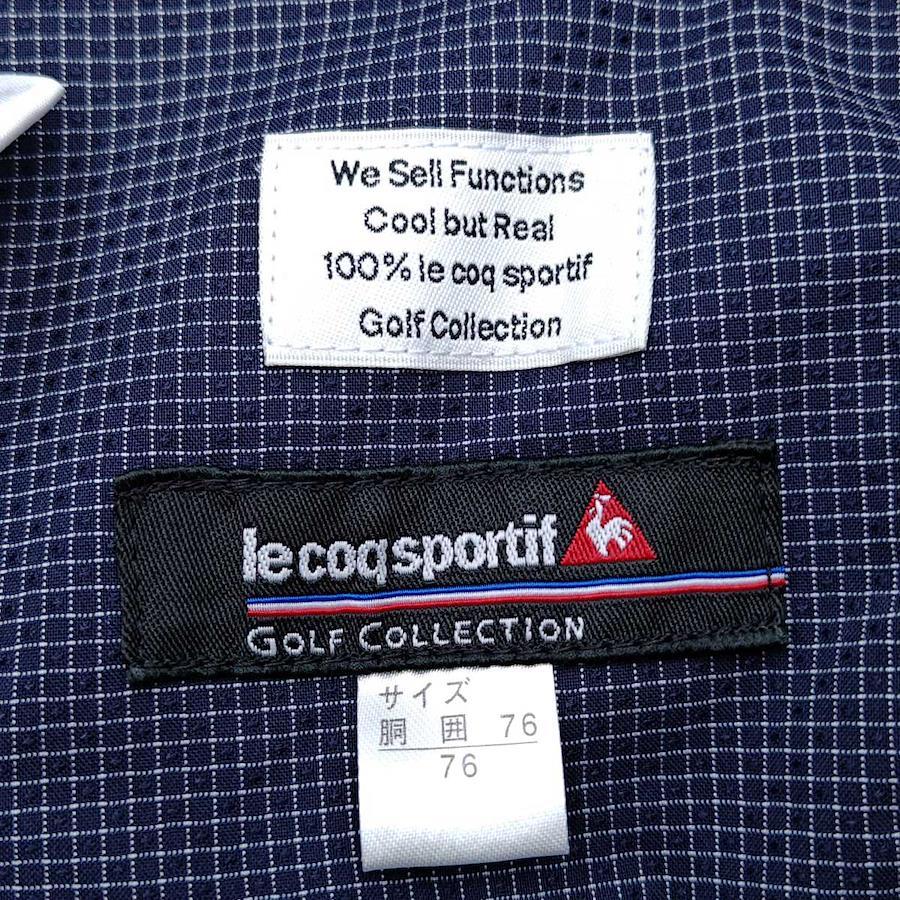 We Sell Functions
Cool but Real
100% le coq sportif
Golf Collection
le coq sportif
GOLF COLLECTION
サイズ
胴 囲 76
76